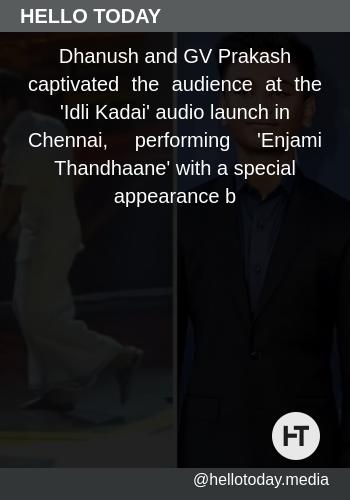 HELLO TODAY
Dhanush and GV Prakash
captivated the audience at the
'Idli Kadai' audio launch in
Chennai, performing 'Enjami
Thandhaane' with a special
appearance b
HT
@hellotoday.media